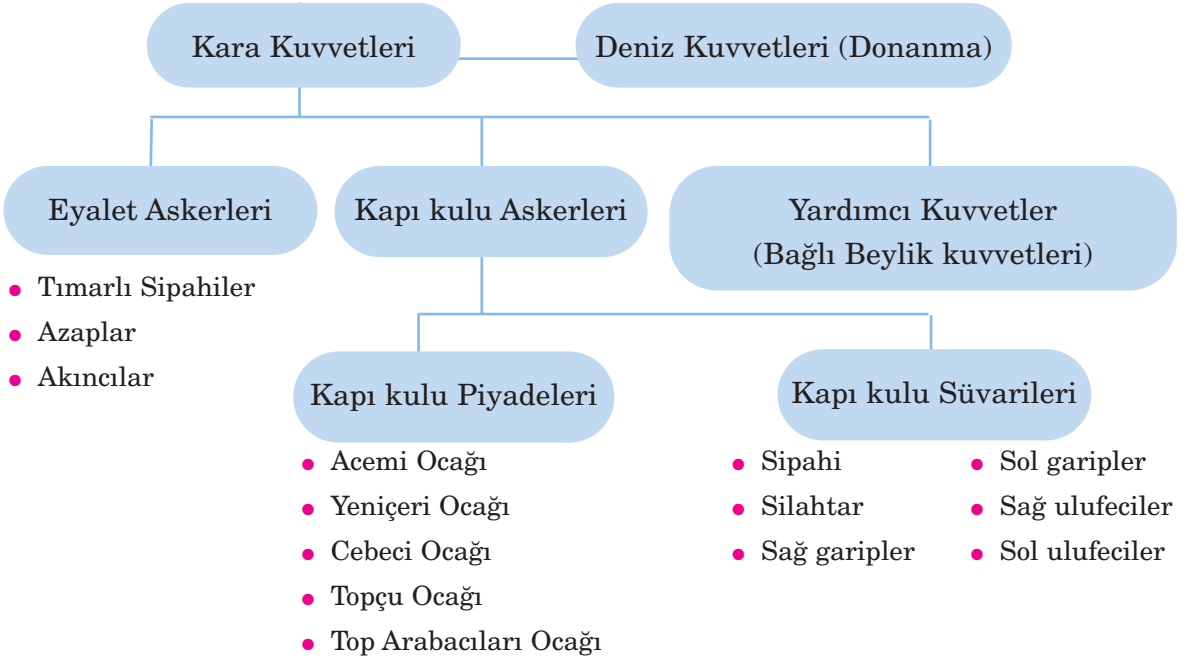 Kara Kuvvetleri
Deniz Kuvvetleri (Donanma)
Eyalet Askerleri
Kapı kulu Askerleri
Yardımcı Kuvvetler
(Bağlı Beylik kuvvetleri)
• Tımarlı Sipahiler
• Azaplar
• Akıncılar
Kapı kulu Piyadeleri
Kapı kulu Süvarileri
• Acemi Ocağı
• Yeniçeri Ocağı
• Cebeci Ocağı
• Topçu Ocağı
• Top Arabacıları Ocağı
• Sipahi
• Silahtar
• Sağ garipler
• Sol garipler
• Sağ ulufeciler
• Sol ulufeciler